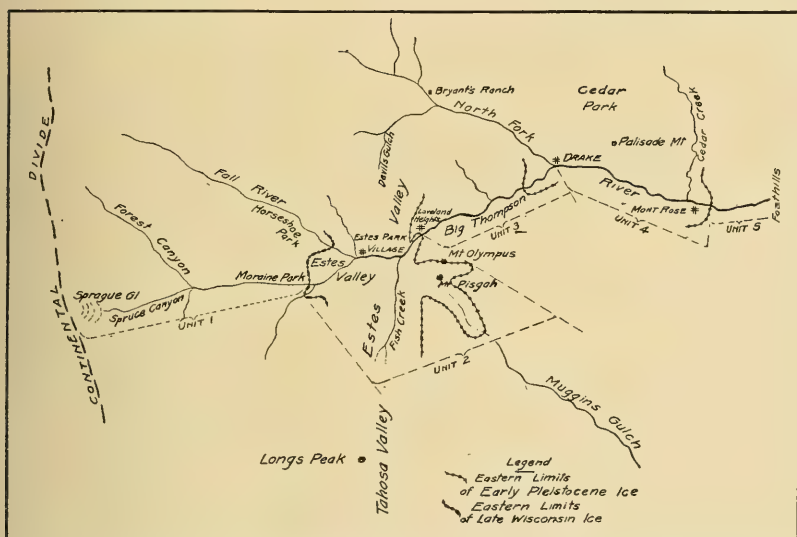 CONTINENTAL DIVIDE
Bryant's Ranch
Cedar
Park
North Fork
Cedar Creek
Palisade Mt
DRAKE
Devils Gulch
Fall River
Horseshoe
Park
Forest Canyon
Loveland
Heights
Big Thompson River
MONT ROSE
Foothills
UNIT 3
UNIT 4
UNIT 5
ESTES PARK
VILLAGE
Estes
Valley
Mt Olympus
Moraine Park
Mt Pisgah
Sprague Gl
Spruce Canyon
UNIT 1
Estes Valley
Fish Creek
UNIT 2
Muggins Gulch
Tahosa Valley
Longs Peak
Legend
Eastern Limits
of Early Pleistocene Ice
Eastern Limits
of Late Wisconsin Ice